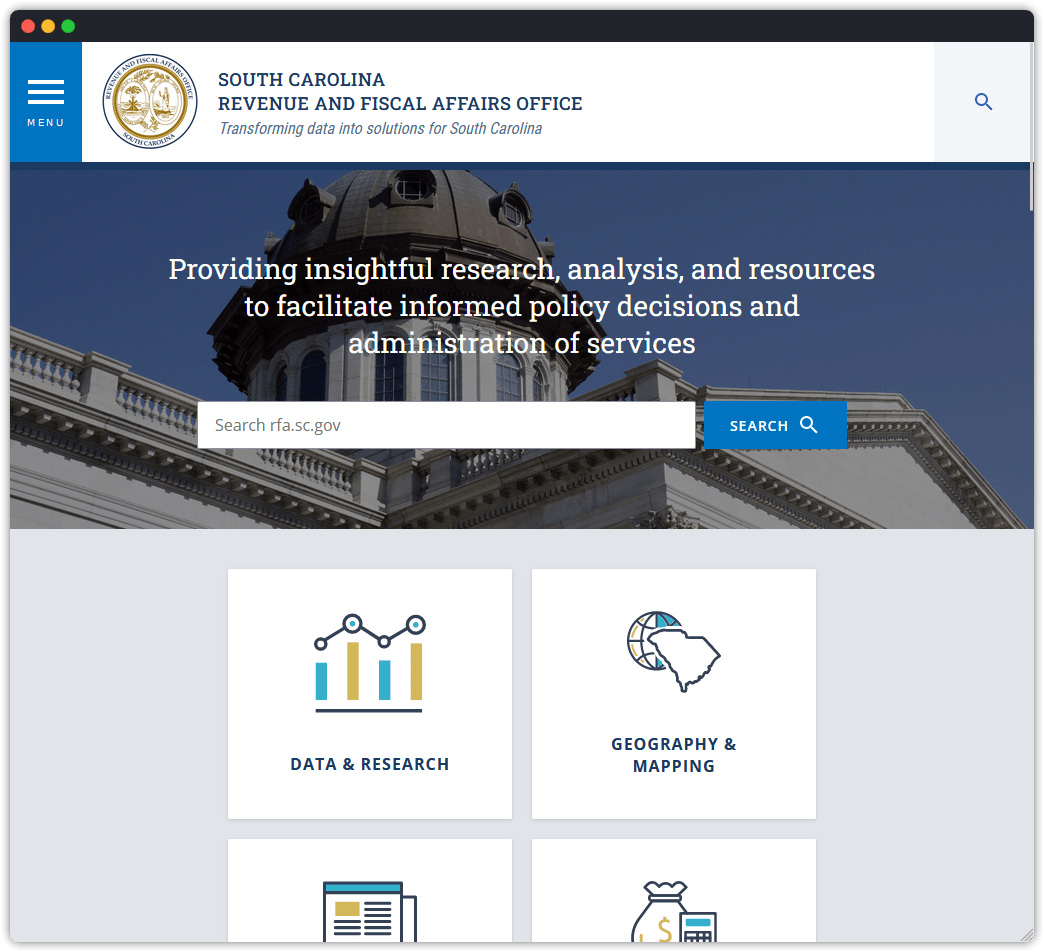 MENU
REVENUE AND FISCAL AFFAIRS OFFICE
SOUTH CAROLINA
SOUTH CAROLINA
REVENUE AND FISCAL AFFAIRS OFFICE
Transforming data into solutions for South Carolina
Providing insightful research, analysis, and resources
to facilitate informed policy decisions and
administration of services
Search rfa.sc.gov
SEARCH
DATA & RESEARCH
GEOGRAPHY &
MAPPING
$